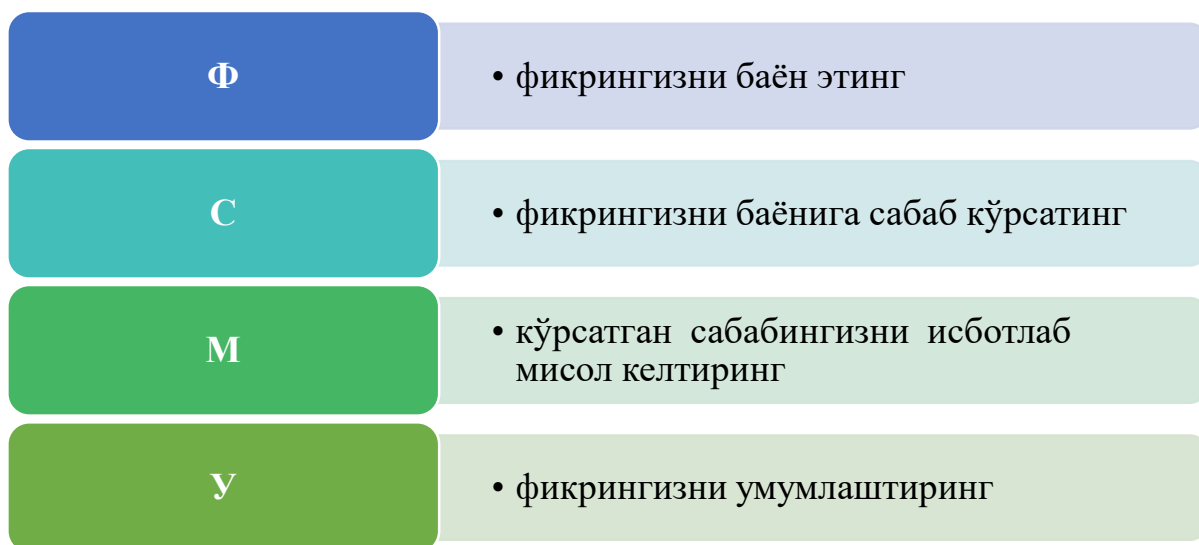 Ф
• фикрингизни баён этинг
С
• фикрингизни баёнига сабаб кўрсатинг
М
• кўрсатган сабабингизни исботлаб
мисол келтиринг
У
• фикрингизни умумлаштиринг